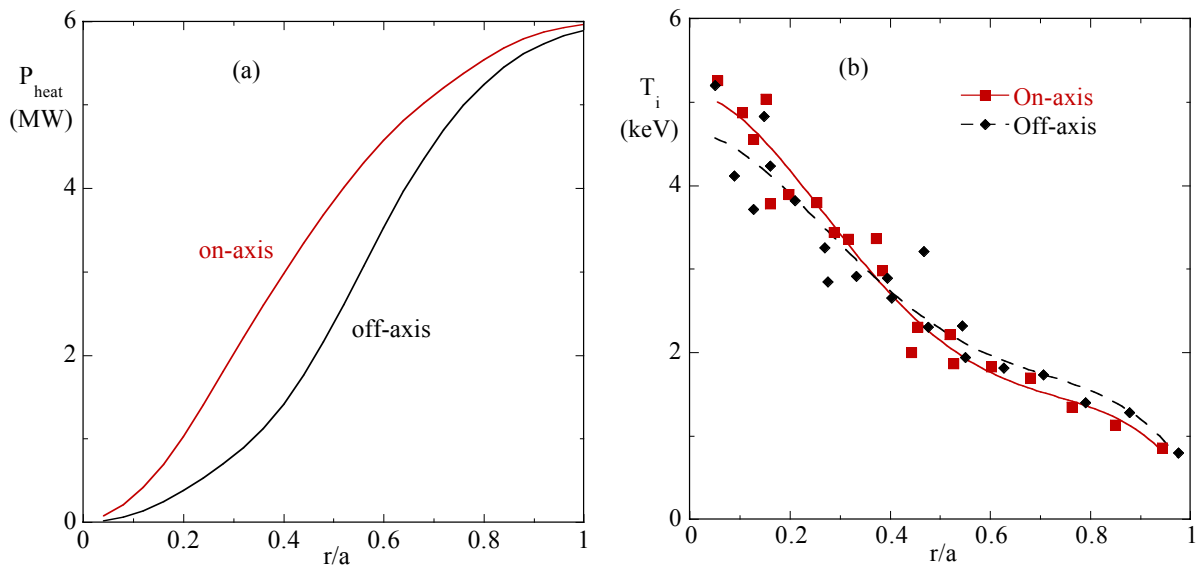 6
4
2
0
P_heat
(MW)
(a)
on-axis
off-axis
0 0.2 0.4 0.6 0.8 1
r/a
6
4
2
0
T_i
(keV)
(b)
On-axis
Off-axis
0 0.2 0.4 0.6 0.8 1
r/a